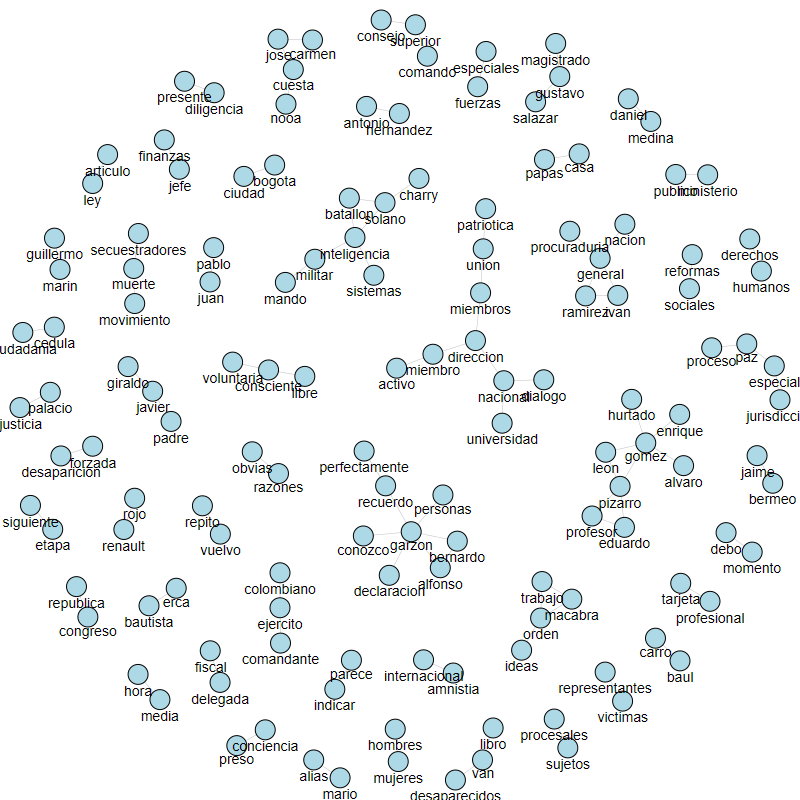 consejo
superior
jose
carmen
comando
especiales
magistrado
cuesta
presente
diligencia
fuerzas
gustavo
salazar
daniel
nooa
antonio
hernandez
medina
finanzas
articulo
jefe
ley
ciudad
bogota
papas
casa
publico
ministerio
charry
batallon
solano
patriotica
procuraduria
nacion
guillermo
secuestradores
pablo
inteligencia
union
general
reformas
derechos
marin
muerte
juan
militar
mando
sistemas
humanos
sociales
miembros
ramirez
ivan
movimiento
udadania
cedula
direccion
proceso
paz
giraldo
voluntaria
consciente
libre
activo
miembro
nacional
dialogo
especial
palacio
justicia
javier
padre
hurtado
enrique
jurisdicci
universidad
gomez
desaparicion
forzada
obvias
razones
perfectamente
leon
alvaro
jaime
bermeo
recuerdo
personas
pizarro
siguiente
etapa
rojo
renault
repito
vuelvo
conozco
garzon
bernardo
profesor
eduardo
debo
momento
declaracion
alfonso
republica
congreso
bautista
erca
colombiano
ejercito
trabajo
macabra
orden
tarjeta
profesional
comandante
ideas
carro
baul
fiscal
delegada
parece
indicar
internacional
amnistia
hora
media
representantes
victimas
preso
conciencia
hombres
mujeres
libro
van
desaparecidos
procesales
sujetos
alias
mario